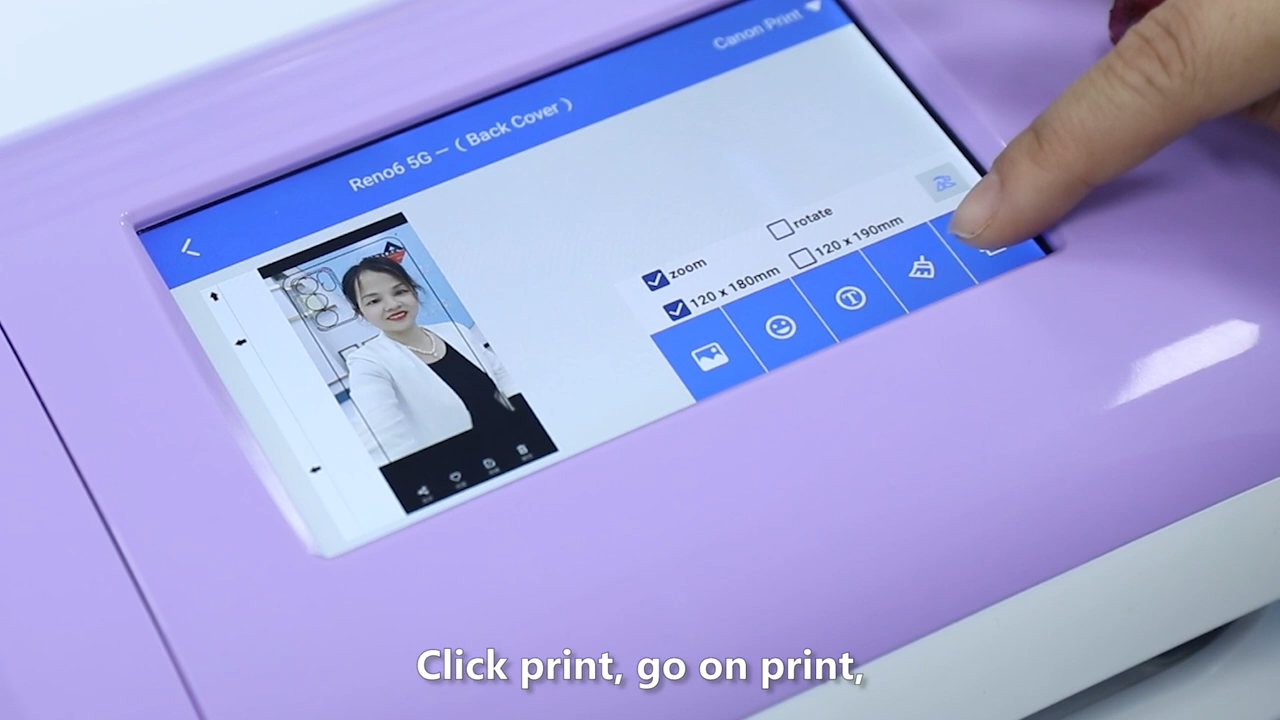 Canon Print
Reno6 5G — ( Back Cover )
rotate
zoom
120 x 190mm
120 x 180mm
T
Click print, go on print,